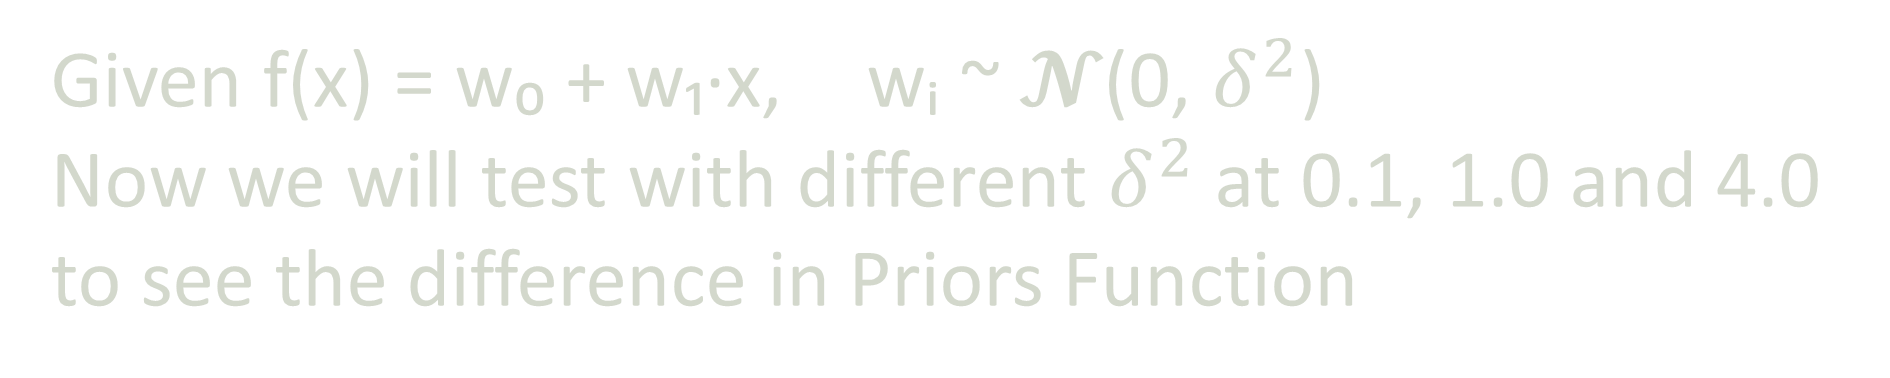 Given f(x) = w₀ + w₁·x, wᵢ ~ 𝓝(0, 𝛿²)
Now we will test with different 𝛿² at 0.1, 1.0 and 4.0
to see the difference in Priors Function